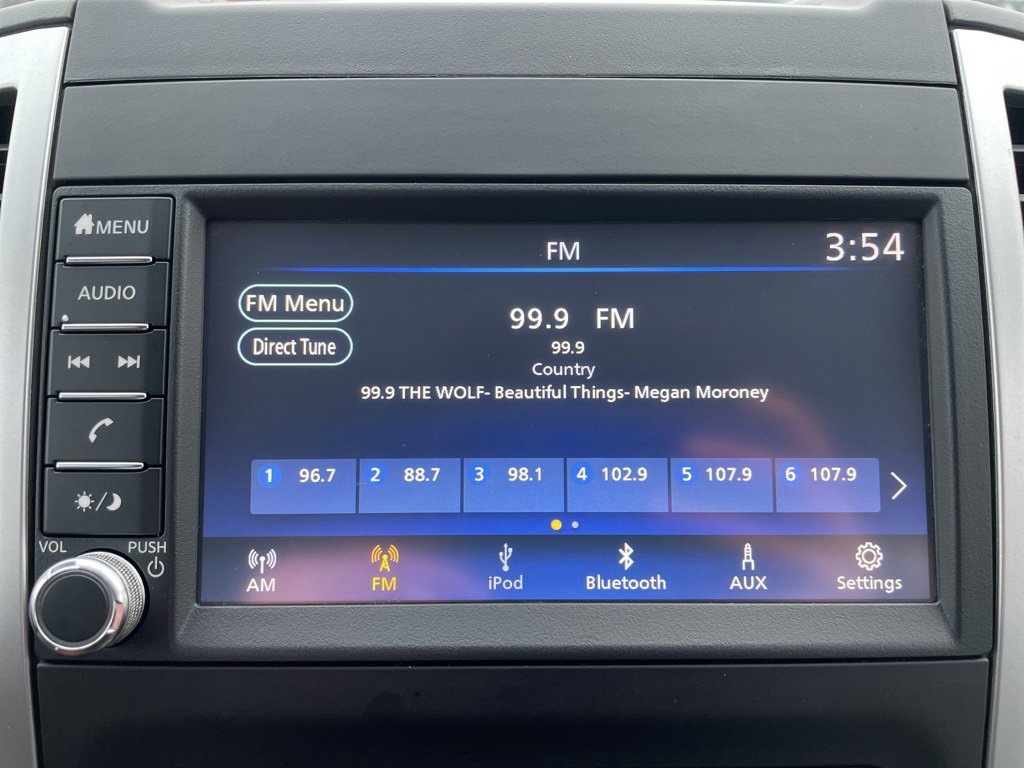 MENU
AUDIO
VOL
PUSH
FM
3:54
FM Menu
Direct Tune
99.9 FM
99.9
Country
99.9 THE WOLF- Beautiful Things- Megan Moroney
1 96.7
2 88.7
3 98.1
4 102.9
5 107.9
6 107.9
AM
FM
iPod
Bluetooth
AUX
Settings